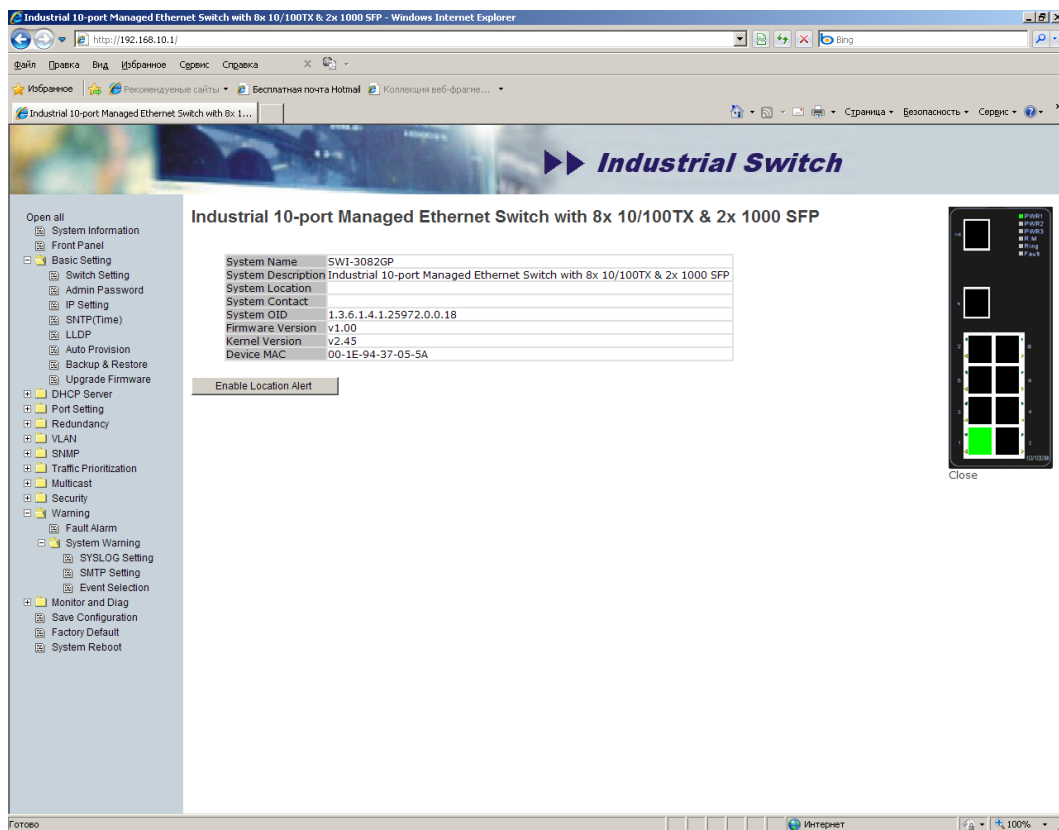 Industrial 10-port Managed Ethernet Switch with 8x 10/100TX & 2x 1000 SFP - Windows Internet Explorer
http://192.168.10.1/
Bing
Файл Правка Вид Избранное Сервис Справка
Избранное Рекомендуемые сайты Бесплатная почта Hotmail Коллекция веб-фрагме...
Industrial 10-port Managed Ethernet Switch with 8x 1...
Страница Безопасность Сервис
Industrial Switch
Open all
System Information
Front Panel
Basic Setting
Switch Setting
Admin Password
IP Setting
SNTP(Time)
LLDP
Auto Provision
Backup & Restore
Upgrade Firmware
DHCP Server
Port Setting
Redundancy
VLAN
SNMP
Traffic Prioritization
Multicast
Security
Warning
Fault Alarm
System Warning
SYSLOG Setting
SMTP Setting
Event Selection
Monitor and Diag
Save Configuration
Factory Default
System Reboot
Industrial 10-port Managed Ethernet Switch with 8x 10/100TX & 2x 1000 SFP
System Name SWI-3082GP
System Description Industrial 10-port Managed Ethernet Switch with 8x 10/100TX & 2x 1000 SFP
System Location
System Contact
System OID 1.3.6.1.4.1.25972.0.0.18
Firmware Version v1.00
Kernel Version v2.45
Device MAC 00-1E-94-37-05-5A
Enable Location Alert
PWR1
PWR2
PWR3
R.M
Ring
Fault
10/100M
Close
Готово
Интернет
100%